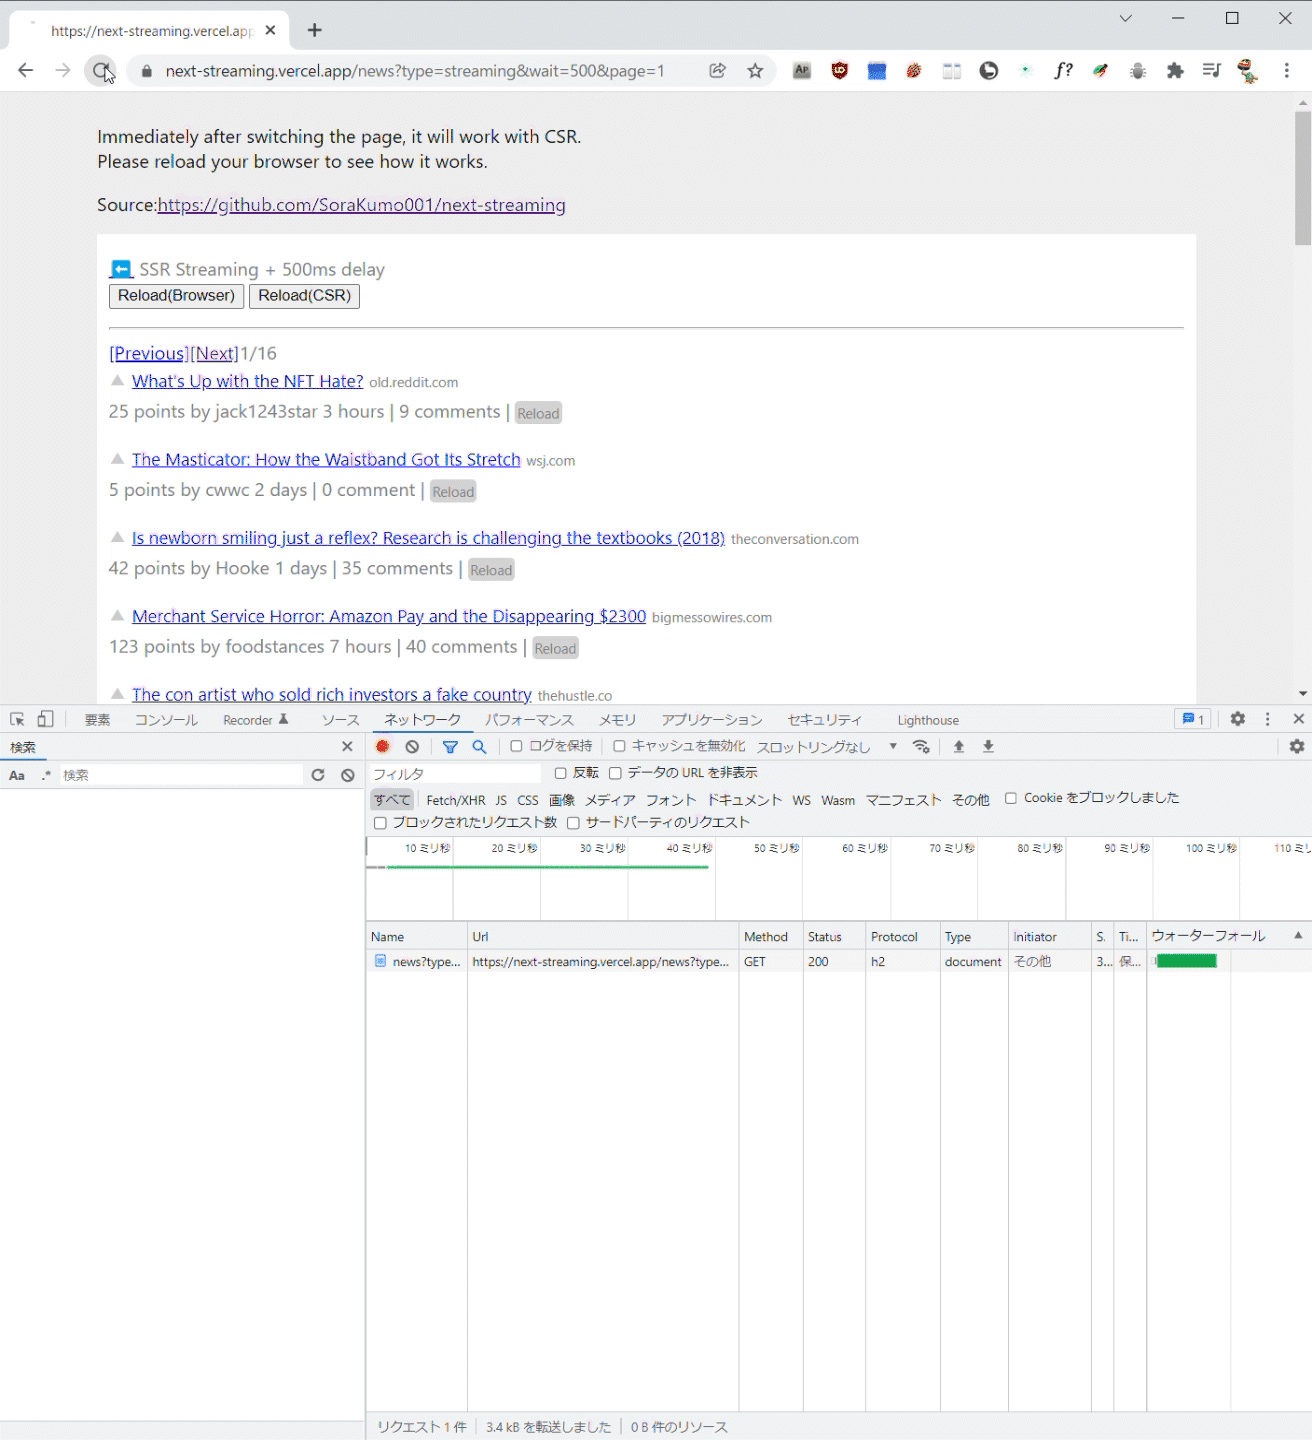 https://next-streaming.vercel.app
next-streaming.vercel.app/news?type=streaming&wait=500&page=1
AP
f?
Immediately after switching the page, it will work with CSR.
Please reload your browser to see how it works.
Source:https://github.com/SoraKumo001/next-streaming
SSR Streaming + 500ms delay
Reload(Browser) Reload(CSR)
[Previous][Next]1/16
What's Up with the NFT Hate? old.reddit.com
25 points by jack1243star 3 hours | 9 comments | Reload
The Masticator: How the Waistband Got Its Stretch wsj.com
5 points by cwwc 2 days | 0 comment | Reload
Is newborn smiling just a reflex? Research is challenging the textbooks (2018) theconversation.com
42 points by Hooke 1 days | 35 comments | Reload
Merchant Service Horror: Amazon Pay and the Disappearing $2300 bigmessowires.com
123 points by foodstances 7 hours | 40 comments | Reload
The con artist who sold rich investors a fake country thehustle.co
要素 コンソール Recorder ソース ネットワーク パフォーマンス メモリ アプリケーション セキュリティ Lighthouse 1
検索
Aa .* 検索
ログを保持 キャッシュを無効化 スロットリングなし
フィルタ 反転 データの URL を非表示
すべて Fetch/XHR JS CSS 画像 メディア フォント ドキュメント WS Wasm マニフェスト その他 Cookie をブロックしました
ブロックされたリクエスト数 サードパーティのリクエスト
10 ミリ秒 20 ミリ秒 30 ミリ秒 40 ミリ秒 50 ミリ秒 60 ミリ秒 70 ミリ秒 80 ミリ秒 90 ミリ秒 100 ミリ秒 110 ミリ
Name Url Method Status Protocol Type Initiator S. Ti... ウォーターフォール
news?type... https://next-streaming.vercel.app/news?type... GET 200 h2 document その他 3... 保...
リクエスト 1 件 3.4 kB を転送しました 0 B 件のリソース